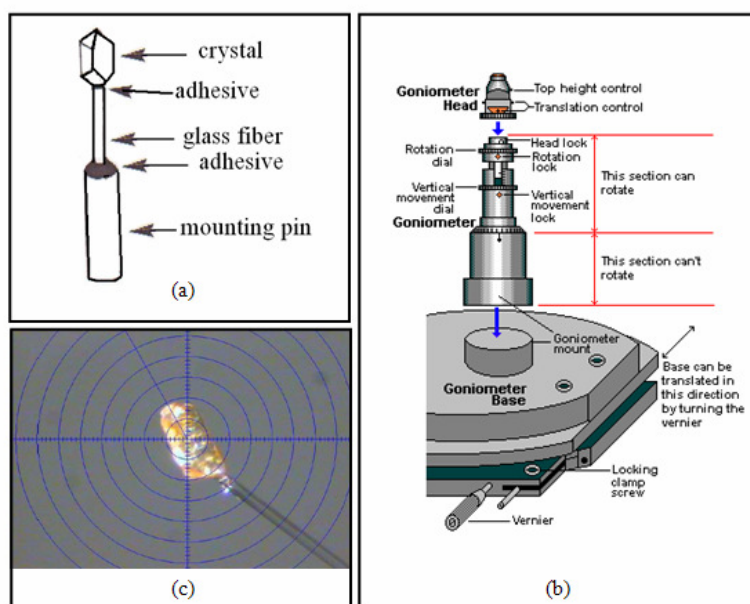 crystal
adhesive
glass fiber
adhesive
mounting pin
(a)
Goniometer
Head
Top height control
Translation control
Head lock
Rotation
dial
Rotation
lock
Vertical
movement
dial
Vertical
movement
lock
Goniometer
This section can
rotate
This section can't
rotate
Goniometer
mount
Goniometer
Base
Base can be
translated in
this direction
by turning the
vernier
Locking
clamp
screw
Vernier
(b)
(c)